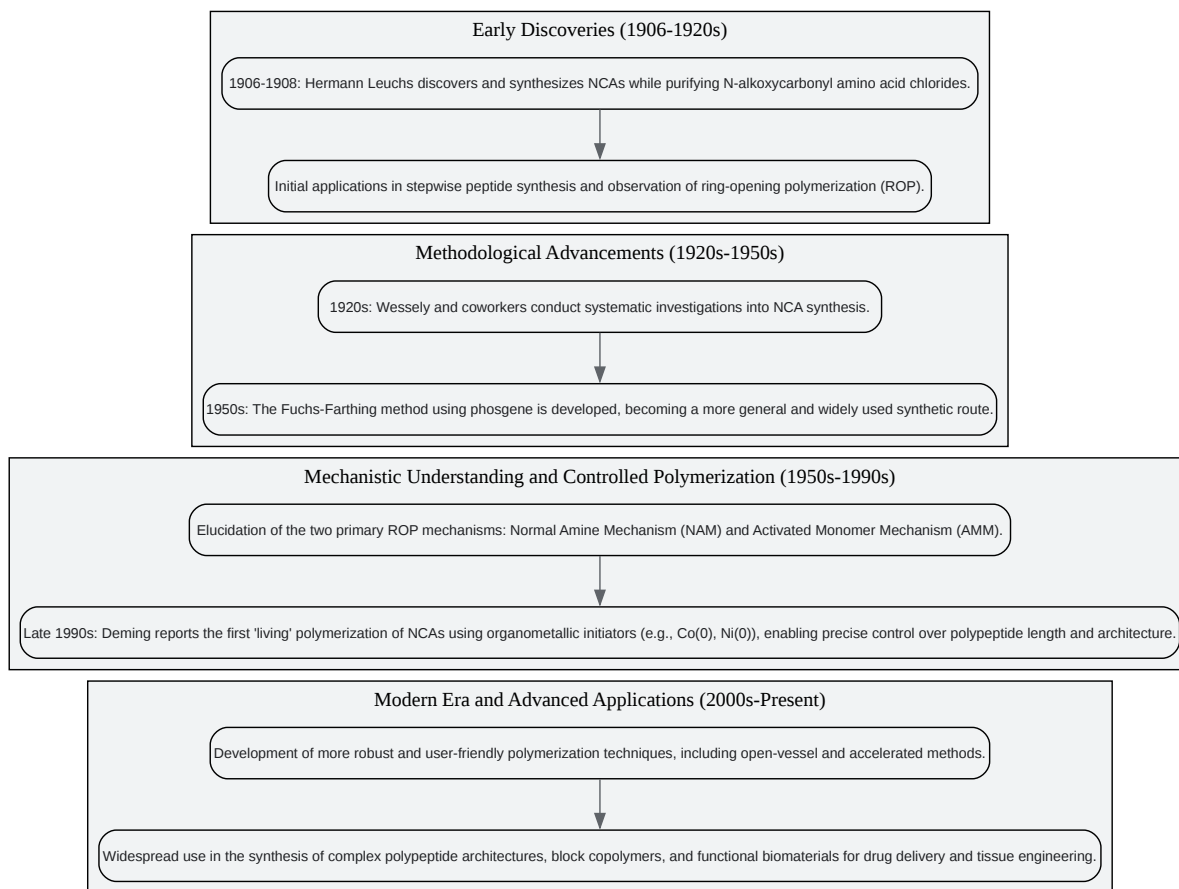 Early Discoveries (1906-1920s)
1906-1908: Hermann Leuchs discovers and synthesizes NCAs while purifying N-alkoxycarbonyl amino acid chlorides.
Initial applications in stepwise peptide synthesis and observation of ring-opening polymerization (ROP).
Methodological Advancements (1920s-1950s)
1920s: Wessely and coworkers conduct systematic investigations into NCA synthesis.
1950s: The Fuchs-Farthing method using phosgene is developed, becoming a more general and widely used synthetic route.
Mechanistic Understanding and Controlled Polymerization (1950s-1990s)
Elucidation of the two primary ROP mechanisms: Normal Amine Mechanism (NAM) and Activated Monomer Mechanism (AMM).
Late 1990s: Deming reports the first 'living' polymerization of NCAs using organometallic initiators (e.g., Co(0), Ni(0)), enabling precise control over polypeptide length and architecture.
Modern Era and Advanced Applications (2000s-Present)
Development of more robust and user-friendly polymerization techniques, including open-vessel and accelerated methods.
Widespread use in the synthesis of complex polypeptide architectures, block copolymers, and functional biomaterials for drug delivery and tissue engineering.